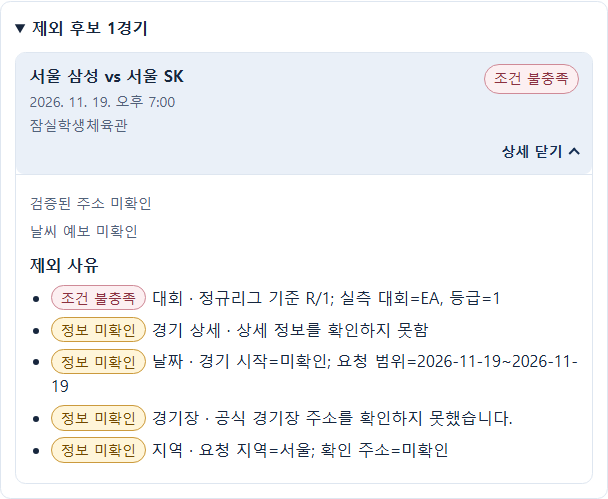 ▼ 제외 후보 1경기
서울 삼성 vs 서울 SK
조건 불충족
2026. 11. 19. 오후 7:00
잠실학생체육관
상세 닫기
검증된 주소 미확인
날씨 예보 미확인
제외 사유
• 조건 불충족 대회 · 정규리그 기준 R/1; 실측 대회=EA, 등급=1
• 정보 미확인 경기 상세 · 상세 정보를 확인하지 못함
• 정보 미확인 날짜 · 경기 시작=미확인; 요청 범위=2026-11-19~2026-11-
19
• 정보 미확인 경기장 · 공식 경기장 주소를 확인하지 못했습니다.
• 정보 미확인 지역 · 요청 지역=서울; 확인 주소=미확인